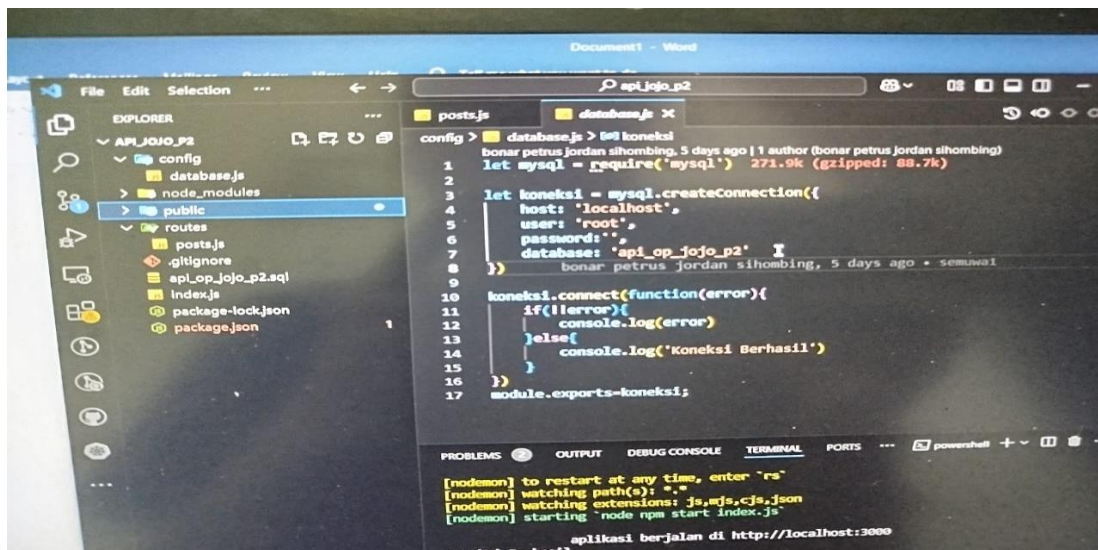 Document1 - Word
File Edit Selection ... api_jojo_p2
EXPLORER ...
API_JOJO_P2
config
database.js
node_modules
public
routes
posts.js
.gitignore
api_op_jojo_p2.sql
index.js
package-lock.json
package.json 1
posts.js database.js
config > database.js > koneksi
bonar petrus jordan sihombing, 5 days ago | 1 author (bonar petrus jordan sihombing)
1 let mysql = require('mysql') 271.9k (gzipped: 88.7k)
2
3 let koneksi = mysql.createConnection({
4 host: 'localhost',
5 user: 'root',
6 password:'',
7 database: 'api_op_jojo_p2'
8 }) bonar petrus jordan sihombing, 5 days ago • semuwa1
9
10 koneksi.connect(function(error){
11 if(!!error){
12 console.log(error)
13 }else{
14 console.log('Koneksi Berhasil')
15 }
16 })
17 module.exports=koneksi;
PROBLEMS 2 OUTPUT DEBUG CONSOLE TERMINAL PORTS ... powershell
[nodemon] to restart at any time, enter `rs`
[nodemon] watching path(s): *.*
[nodemon] watching extensions: js,mjs,cjs,json
[nodemon] starting `node npm start index.js`
aplikasi berjalan di http://localhost:3000